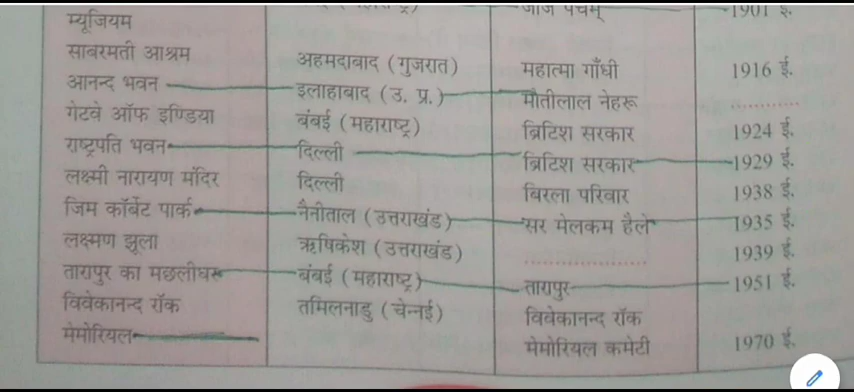 जॉर्ज पंचम् 1901 ई.
म्यूजियम
साबरमती आश्रम अहमदाबाद (गुजरात) महात्मा गाँधी 1916 ई.
आनन्द भवन इलाहाबाद (उ. प्र.) मौतीलाल नेहरू ............
गेटवे ऑफ इण्डिया बंबई (महाराष्ट्र) ब्रिटिश सरकार 1924 ई.
राष्ट्रपति भवन दिल्ली ब्रिटिश सरकार 1929 ई.
लक्ष्मी नारायण मंदिर दिल्ली बिरला परिवार 1938 ई.
जिम कॉर्बेट पार्क नैनीताल (उत्तराखंड) सर मेलकम हैले 1935 ई.
लक्ष्मण झूला ऋषिकेश (उत्तराखंड) .................... 1939 ई.
तारापुर का मछलीघर बंबई (महाराष्ट्र) तारापुर 1951 ई.
विवेकानन्द रॉक तमिलनाडु (चेन्नई) विवेकानन्द रॉक
मेमोरियल मेमोरियल कमेटी 1970 ई.